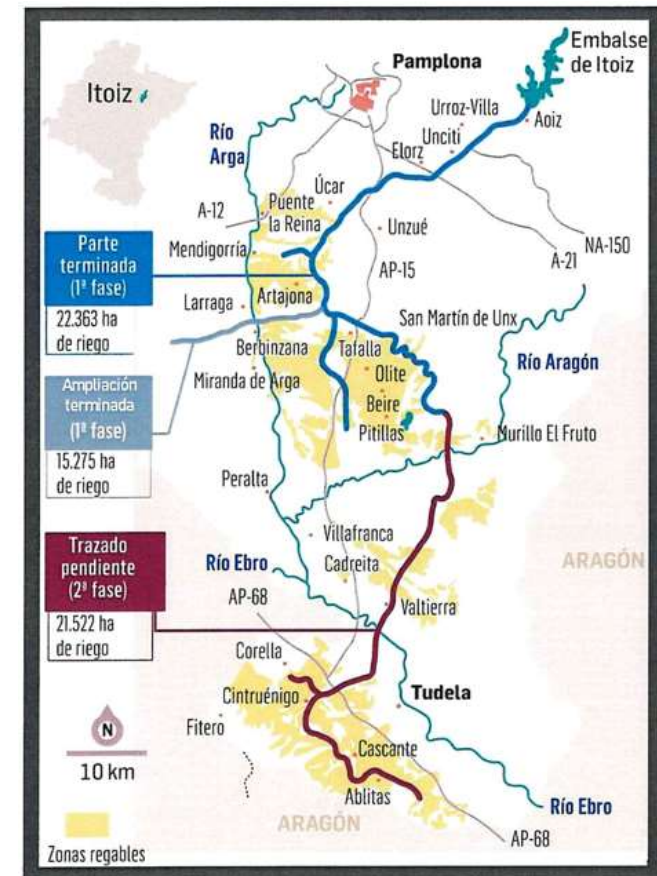 Pamplona
Embalse
de Itoiz
Itoiz
Urroz-Villa
Aoiz
Unciti
Elorz
Río
Arga
Úcar
A-12
Puente
la Reina
Unzué
NA-150
A-21
AP-15
Mendigorría
Parte
terminada
(1ª fase)
22.363 ha
de riego
Artajona
Larraga
San Martín de Unx
Río Aragón
Berbinzana
Tafalla
Olite
Miranda de Arga
Beire
Pitillas
Murillo El Fruto
Ampliación
terminada
(1ª fase)
15.275 ha
de riego
Peralta
Villafranca
Cadreita
ARAGÓN
Río Ebro
AP-68
Valtierra
Trazado
pendiente
(2ª fase)
21.522 ha
de riego
Corella
Cintruénigo
Tudela
Fitero
N
10 km
Cascante
Ablitas
Río Ebro
ARAGÓN
AP-68
Zonas regables